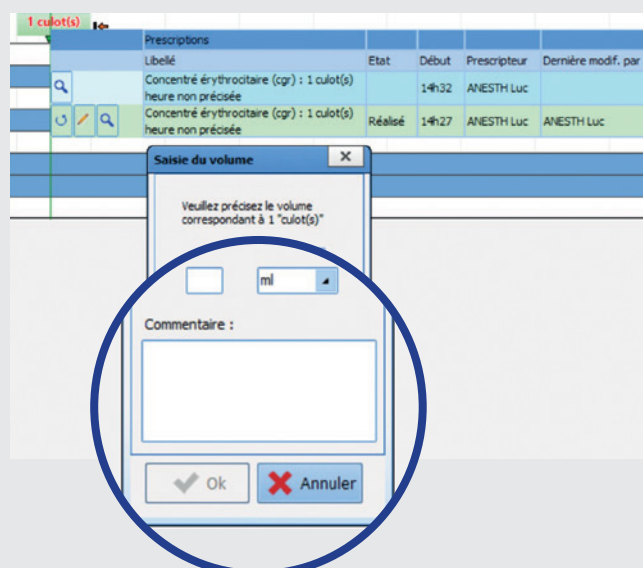 1 culot(s)
Prescriptions
Libellé Etat Début Prescripteur Dernière modif. par
Concentré érythrocitaire (cgr) : 1 culot(s)
heure non précisée
14h32 ANESTH Luc
Concentré érythrocitaire (cgr) : 1 culot(s)
heure non précisée
Réalisé 14h27 ANESTH Luc ANESTH Luc
Saisie du volume
Veuillez précisez le volume
correspondant à 1 "culot(s)"
ml
Commentaire :
Ok Annuler